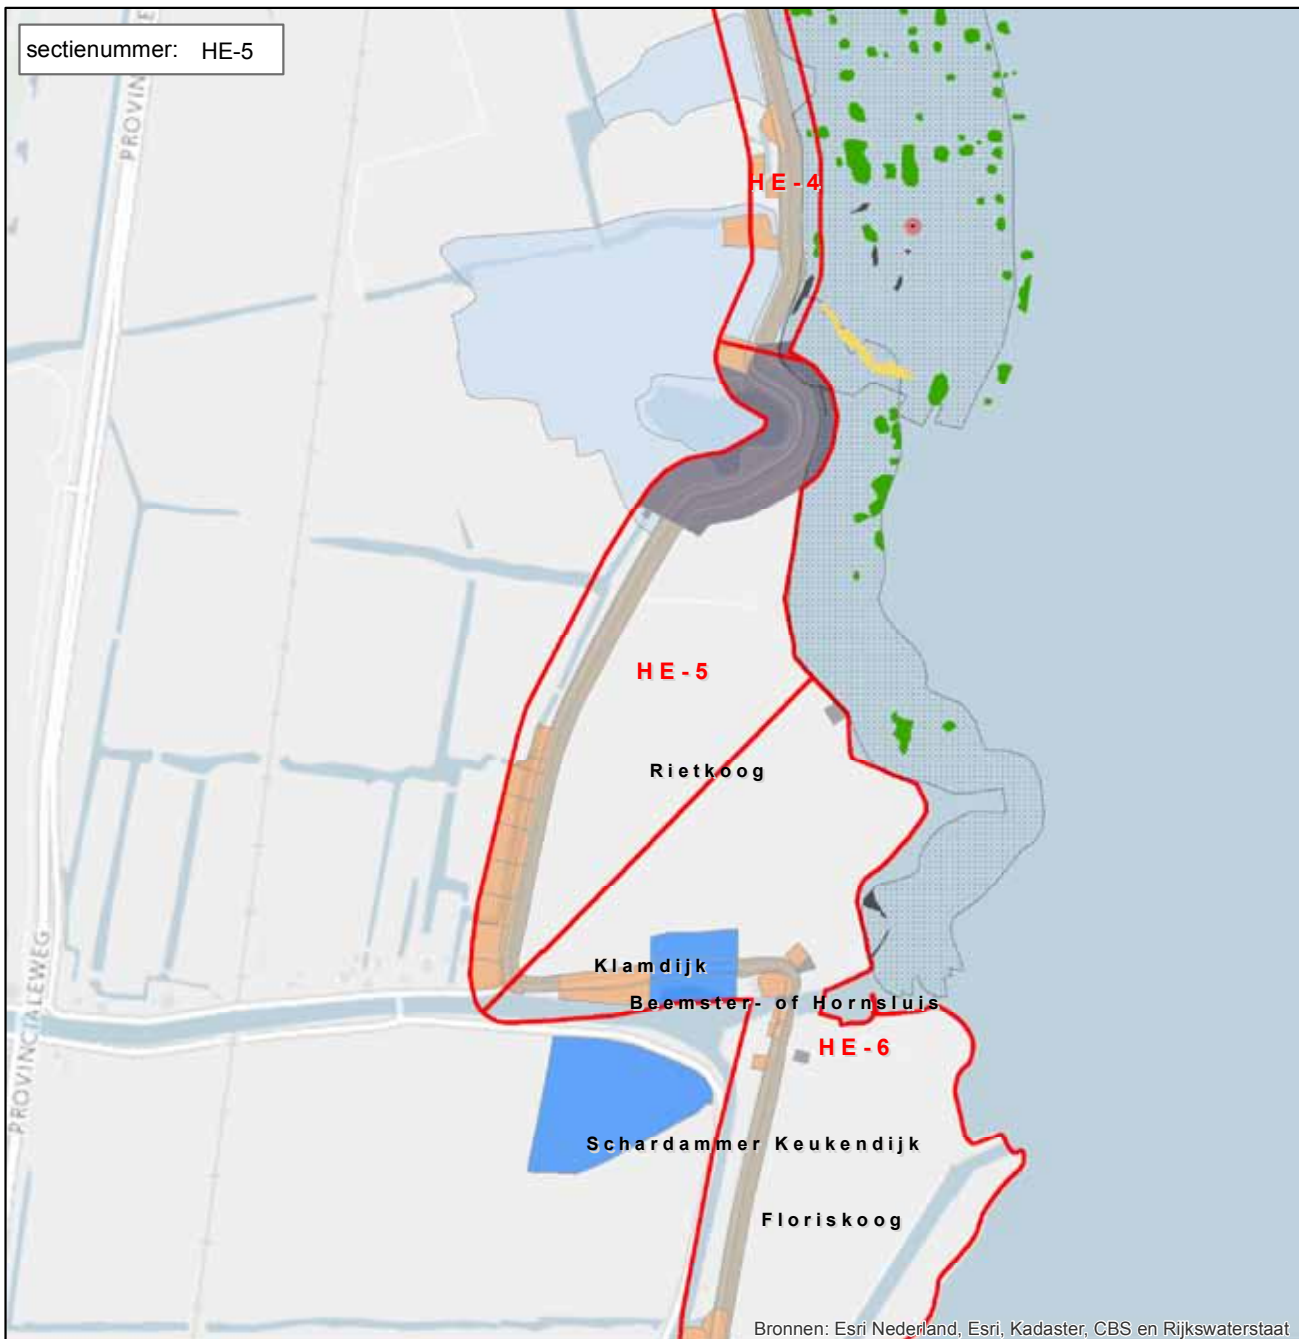 sectienummer: HE-5
PROVIN
PROVINCIALE
HE-4
HE-5
Rietkoog
Klamdijk
Beemster- of Hornsluis
HE-6
PROVINCIALEWEG
Schardammer Keukendijk
Floriskoog
Bronnen: Esri Nederland, Esri, Kadaster, CBS en Rijkswaterstaat